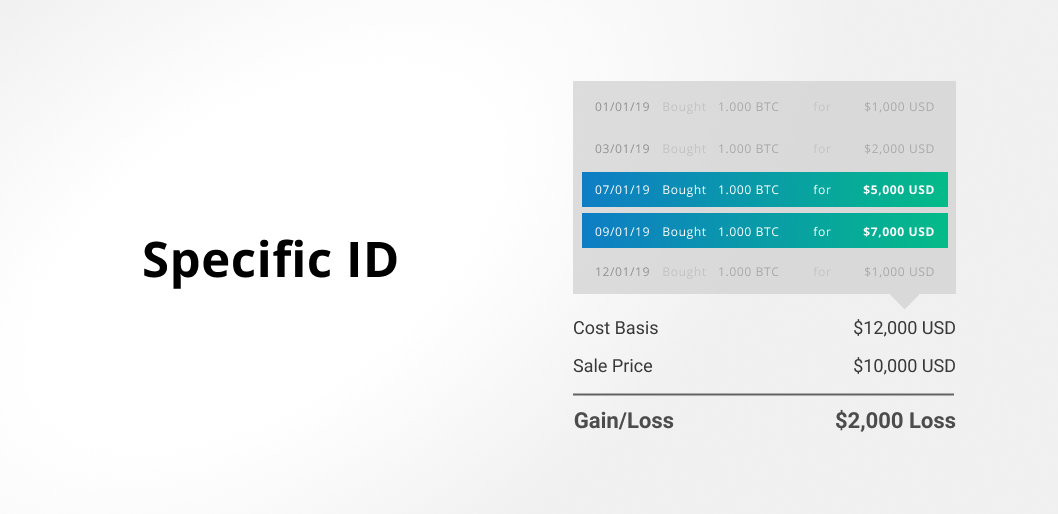 Specific ID
01/01/19 Bought 1.000 BTC for $1,000 USD
03/01/19 Bought 1.000 BTC for $2,000 USD
07/01/19 Bought 1.000 BTC for $5,000 USD
09/01/19 Bought 1.000 BTC for $7,000 USD
12/01/19 Bought 1.000 BTC for $1,000 USD
Cost Basis $12,000 USD
Sale Price $10,000 USD
Gain/Loss $2,000 Loss